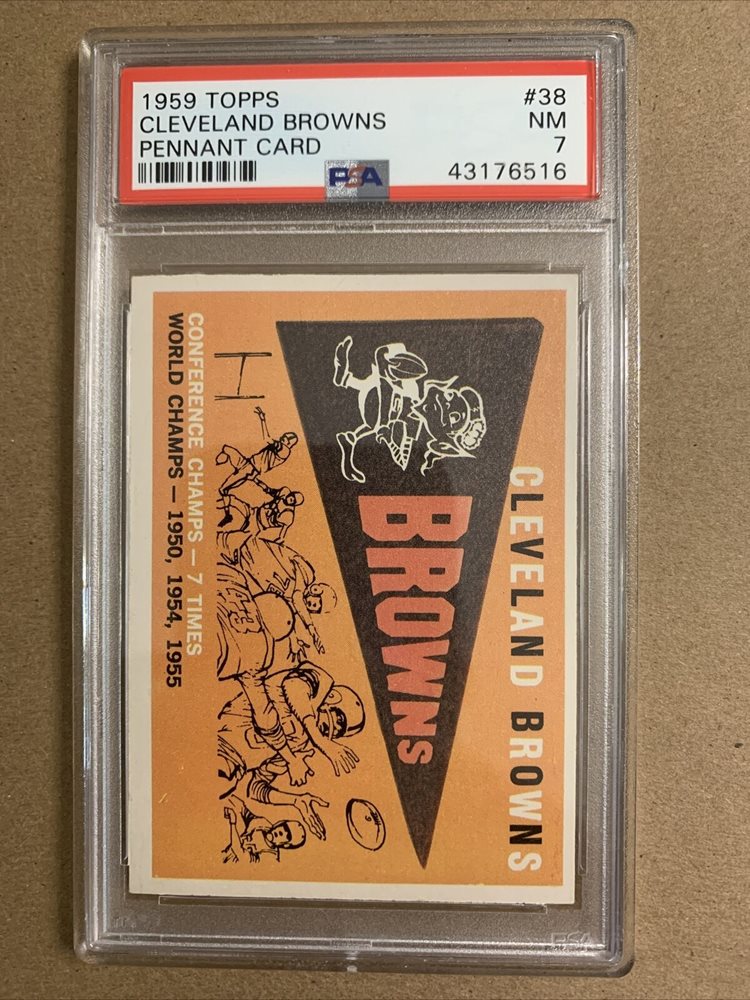 1959 TOPPS #38
CLEVELAND BROWNS NM
PENNANT CARD 7
PSA 43176516
CLEVELAND BROWNS
BROWNS
CONFERENCE CHAMPS — 7 TIMES
WORLD CHAMPS — 1950, 1954, 1955
PSA